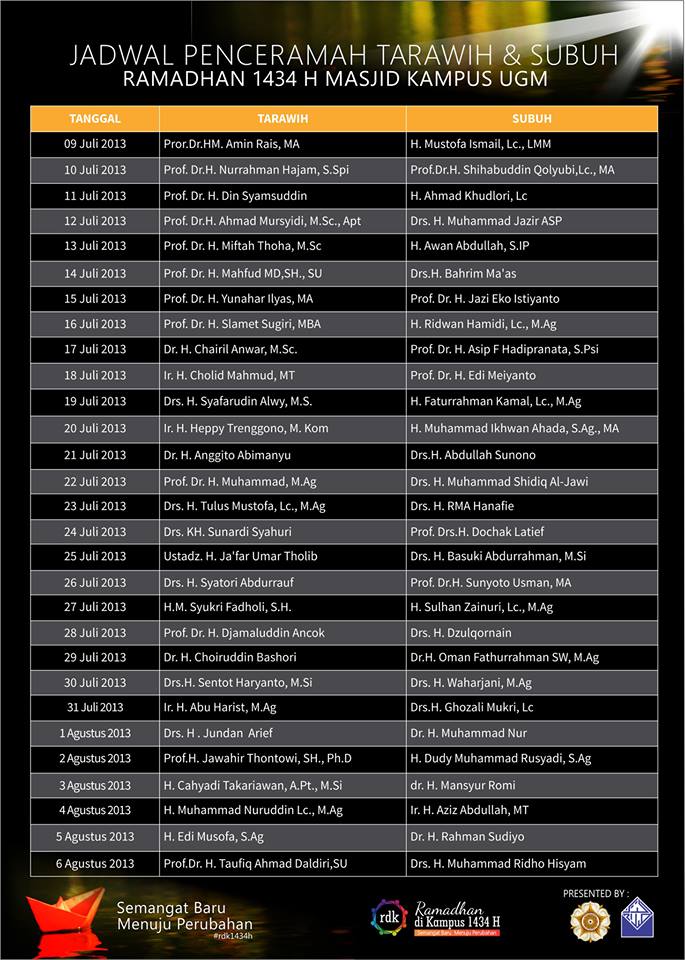 JADWAL PENCERAMAH TARAWIH & SUBUH
RAMADHAN 1434 H MASJID KAMPUS UGM
TANGGAL TARAWIH SUBUH
09 Juli 2013 Pror.Dr.HM. Amin Rais, MA H. Mustofa Ismail, Lc., LMM
10 Juli 2013 Prof. Dr.H. Nurrahman Hajam, S.Spi Prof.Dr.H. Shihabuddin Qolyubi,Lc., MA
11 Juli 2013 Prof. Dr. H. Din Syamsuddin H. Ahmad Khudlori, Lc
12 Juli 2013 Prof. Dr.H. Ahmad Mursyidi, M.Sc., Apt Drs. H. Muhammad Jazir ASP
13 Juli 2013 Prof. Dr. H. Miftah Thoha, M.Sc H. Awan Abdullah, S.IP
14 Juli 2013 Prof. Dr. H. Mahfud MD,SH., SU Drs.H. Bahrim Ma'as
15 Juli 2013 Prof. Dr. H. Yunahar Ilyas, MA Prof. Dr. H. Jazi Eko Istiyanto
16 Juli 2013 Prof. Dr. H. Slamet Sugiri, MBA H. Ridwan Hamidi, Lc., M.Ag
17 Juli 2013 Dr. H. Chairil Anwar, M.Sc. Prof. Dr. H. Asip F Hadipranata, S.Psi
18 Juli 2013 Ir. H. Cholid Mahmud, MT Prof. Dr. H. Edi Meiyanto
19 Juli 2013 Drs. H. Syafarudin Alwy, M.S. H. Faturrahman Kamal, Lc., M.Ag
20 Juli 2013 Ir. H. Heppy Trenggono, M. Kom H. Muhammad Ikhwan Ahada, S.Ag., MA
21 Juli 2013 Dr. H. Anggito Abimanyu Drs.H. Abdullah Sunono
22 Juli 2013 Prof. Dr. H. Muhammad, M.Ag Drs. H. Muhammad Shidiq Al-Jawi
23 Juli 2013 Drs. H. Tulus Mustofa, Lc., M.Ag Drs. H. RMA Hanafie
24 Juli 2013 Drs. KH. Sunardi Syahuri Prof. Drs.H. Dochak Latief
25 Juli 2013 Ustadz. H. Ja'far Umar Tholib Drs. H. Basuki Abdurrahman, M.Si
26 Juli 2013 Drs. H. Syatori Abdurrauf Prof. Dr.H. Sunyoto Usman, MA
27 Juli 2013 H.M. Syukri Fadholi, S.H. H. Sulhan Zainuri, Lc., M.Ag
28 Juli 2013 Prof. Dr. H. Djamaluddin Ancok Drs. H. Dzulqornain
29 Juli 2013 Dr. H. Choiruddin Bashori Dr.H. Oman Fathurrahman SW, M.Ag
30 Juli 2013 Drs.H. Sentot Haryanto, M.Si Drs. H. Waharjani, M.Ag
31 Juli 2013 Ir. H. Abu Harist, M.Ag Drs.H. Ghozali Mukri, Lc
1 Agustus 2013 Drs. H . Jundan Arief Dr. H. Muhammad Nur
2 Agustus 2013 Prof.H. Jawahir Thontowi, SH., Ph.D H. Dudy Muhammad Rusyadi, S.Ag
3 Agustus 2013 H. Cahyadi Takariawan, A.Pt., M.Si dr. H. Mansyur Romi
4 Agustus 2013 H. Muhammad Nuruddin Lc., M.Ag Ir. H. Aziz Abdullah, MT
5 Agustus 2013 H. Edi Musofa, S.Ag Dr. H. Rahman Sudiyo
6 Agustus 2013 Prof.Dr. H. Taufiq Ahmad Daldiri,SU Drs. H. Muhammad Ridho Hisyam
Semangat Baru
Menuju Perubahan
#rdk1434h
rdk
Ramadhan
di Kampus 1434 H
Semangat Baru, Menuju Perubahan
PRESENTED BY :